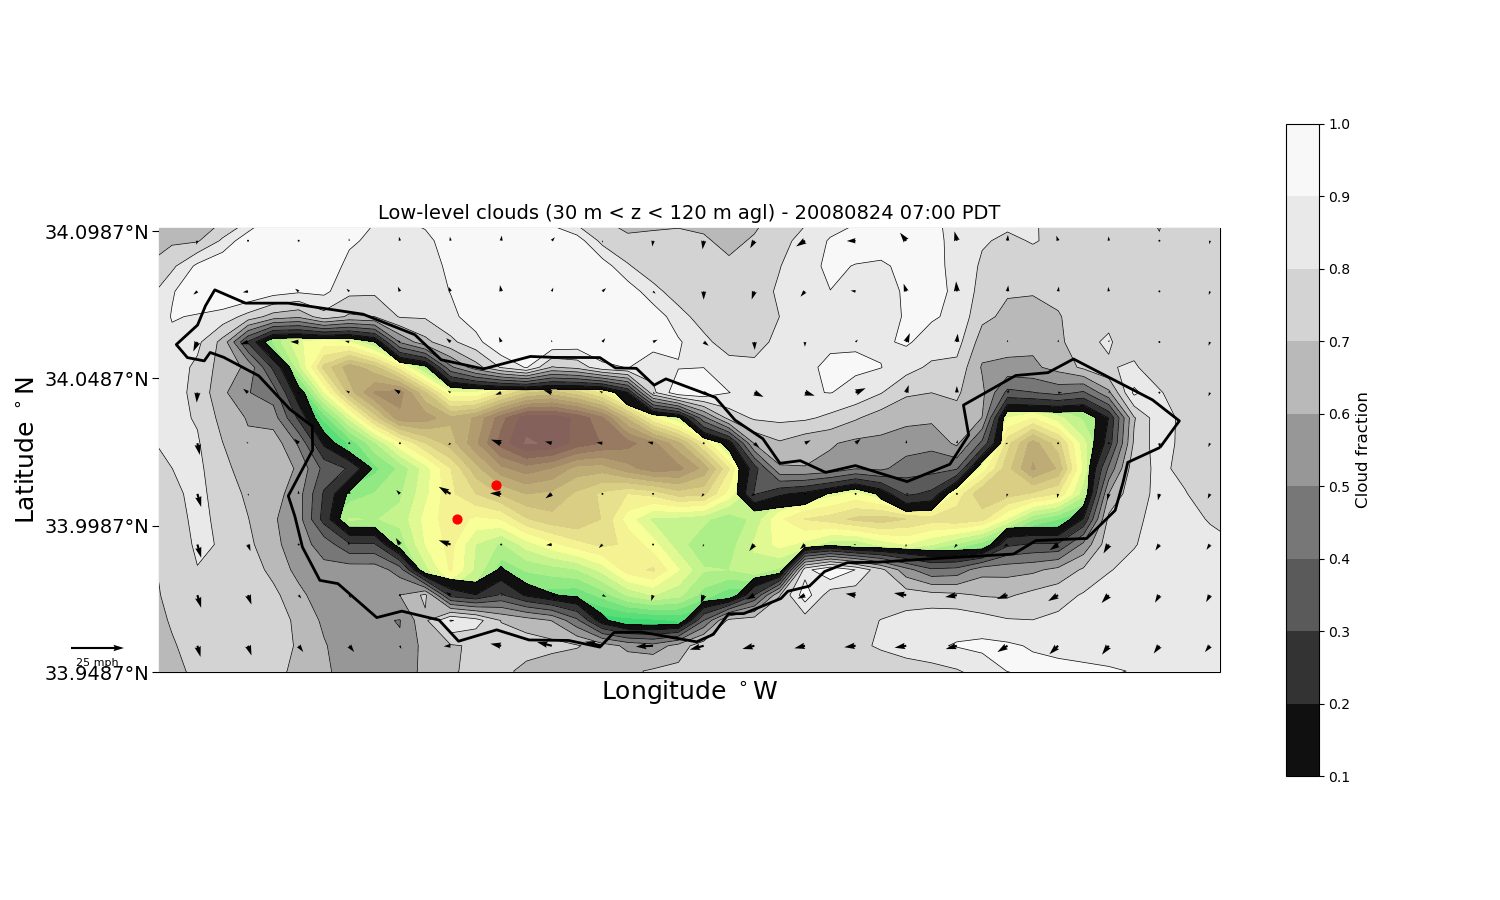 Low-level clouds (30 m < z < 120 m agl) - 20080824 07:00 PDT
34.0987°N
34.0487°N
33.9987°N
33.9487°N
Latitude °N
Longitude °W
25 mph
1.0
0.9
0.8
0.7
0.6
0.5
0.4
0.3
0.2
0.1
Cloud fraction